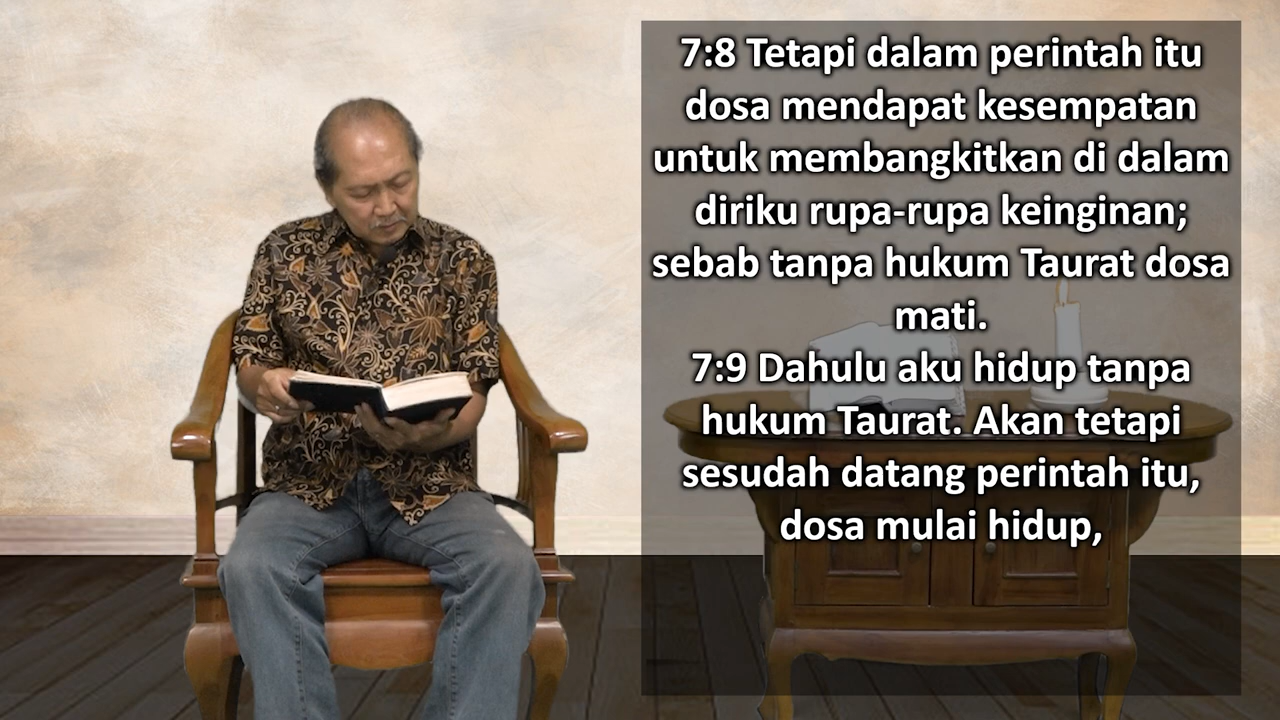 7:8 Tetapi dalam perintah itu
dosa mendapat kesempatan
untuk membangkitkan di dalam
diriku rupa-rupa keinginan;
sebab tanpa hukum Taurat dosa
mati.
7:9 Dahulu aku hidup tanpa
hukum Taurat. Akan tetapi
sesudah datang perintah itu,
dosa mulai hidup,